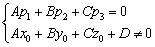 Ap₁ + Bp₂ + Cp₃ = 0
Ax₀ + By₀ + Cz₀ + D ≠ 0